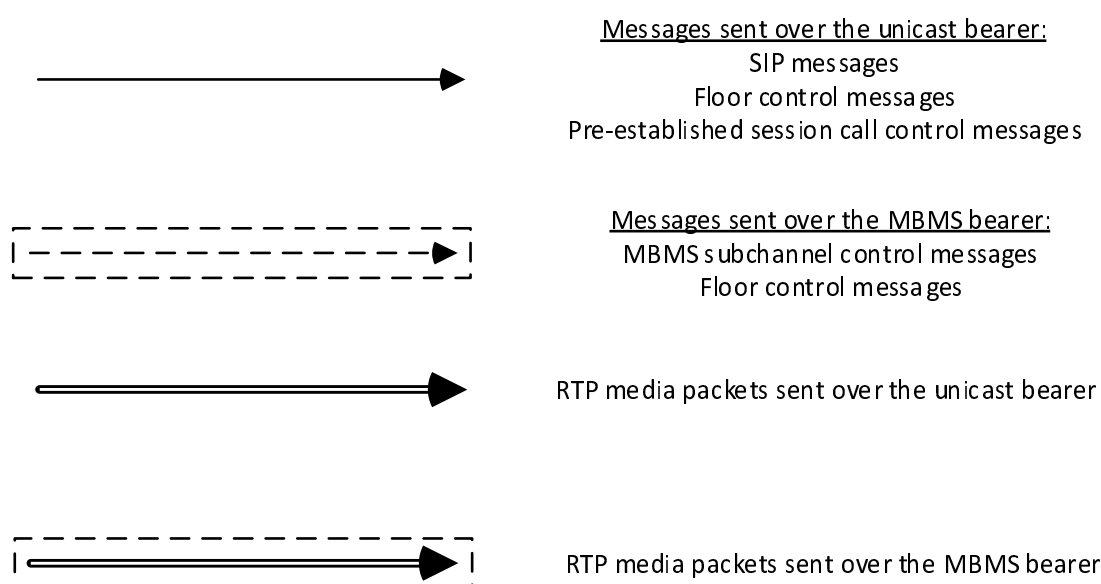 Messages sent over the unicast bearer:
SIP messages
Floor control messages
Pre-established session call control messages
Messages sent over the MBMS bearer:
MBMS subchannel control messages
Floor control messages
RTP media packets sent over the unicast bearer
RTP media packets sent over the MBMS bearer